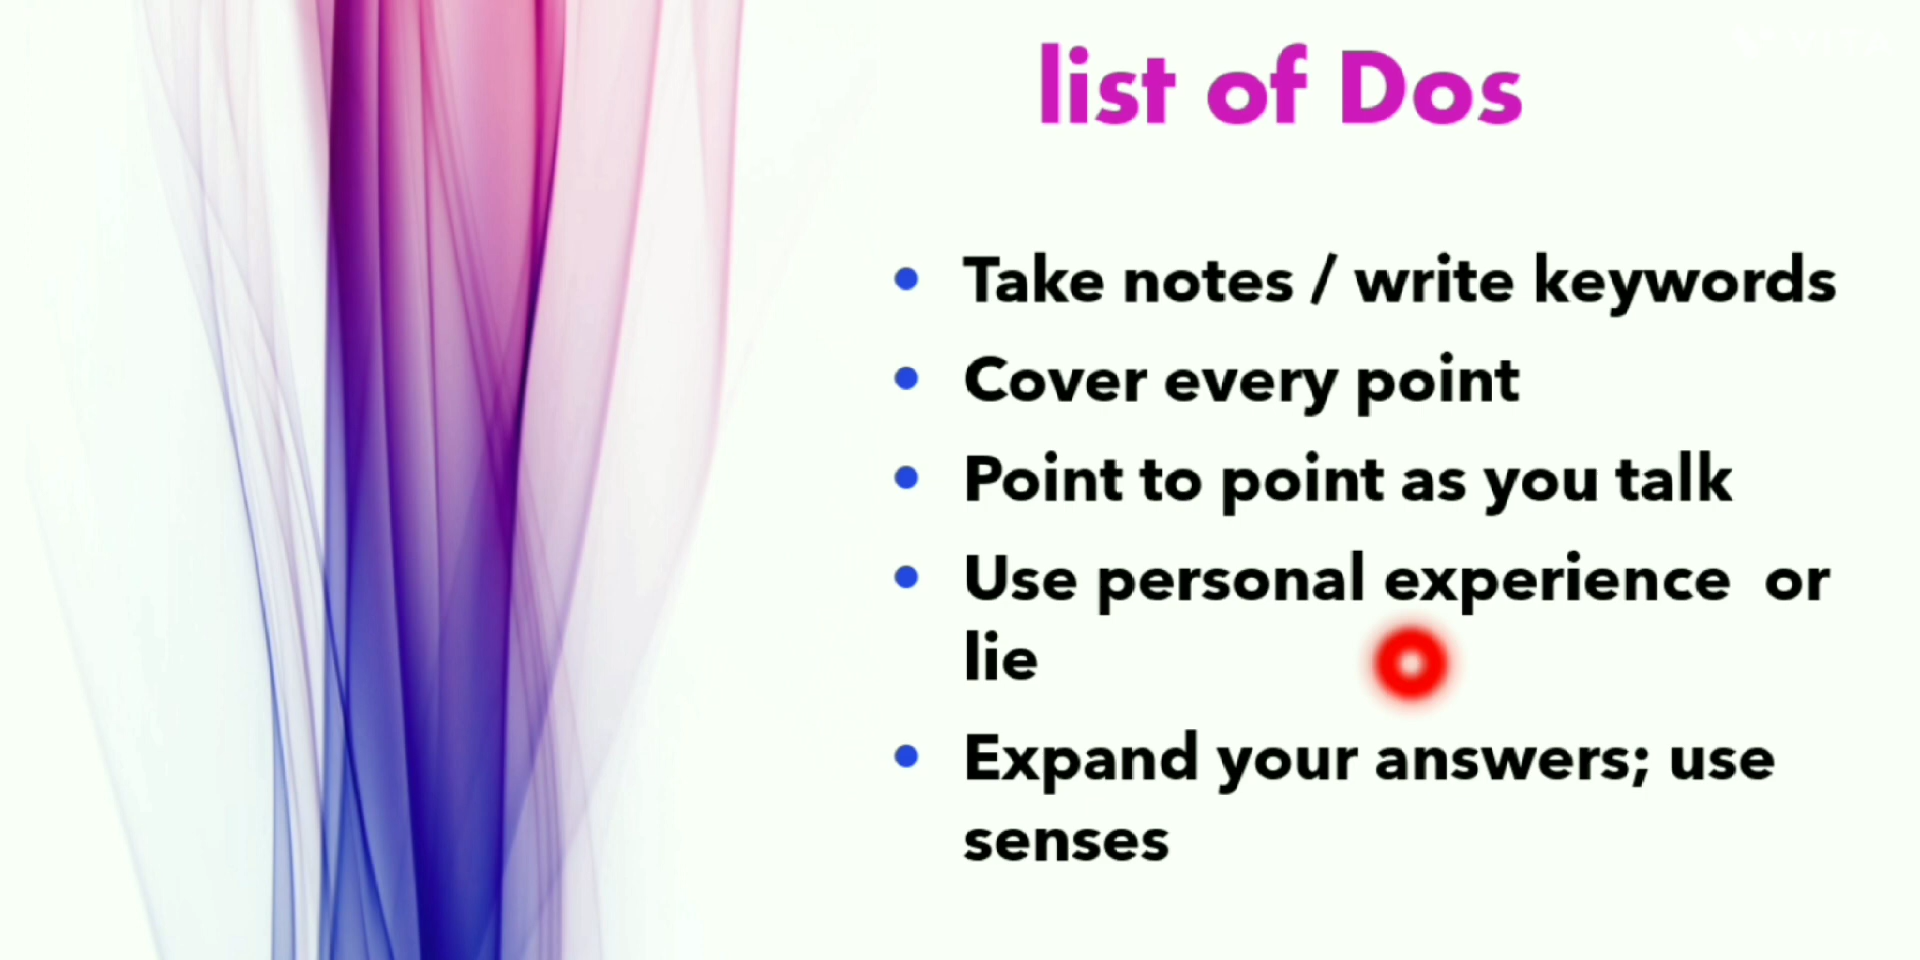 list of Dos
Take notes / write keywords
Cover every point
Point to point as you talk
Use personal experience or
lie
Expand your answers; use
senses